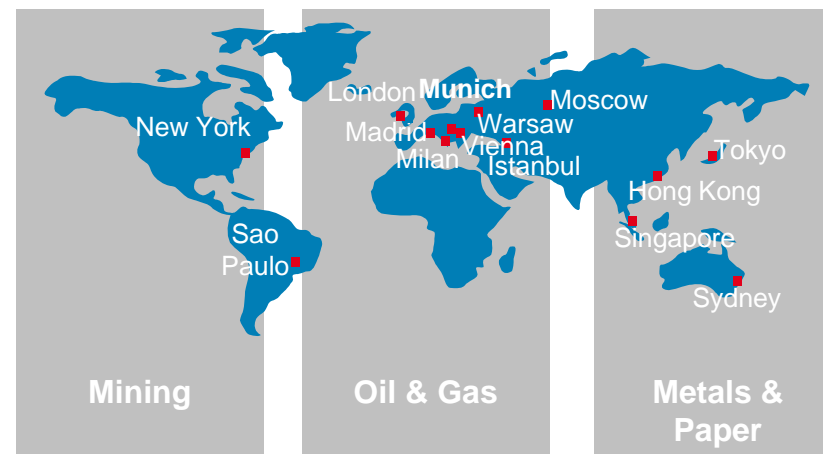 London Munich
Moscow
New York
Madrid
Warsaw
Milan
Vienna
Istanbul
Tokyo
Hong Kong
Sao
Paulo
Singapore
Sydney
Mining
Oil & Gas
Metals &
Paper